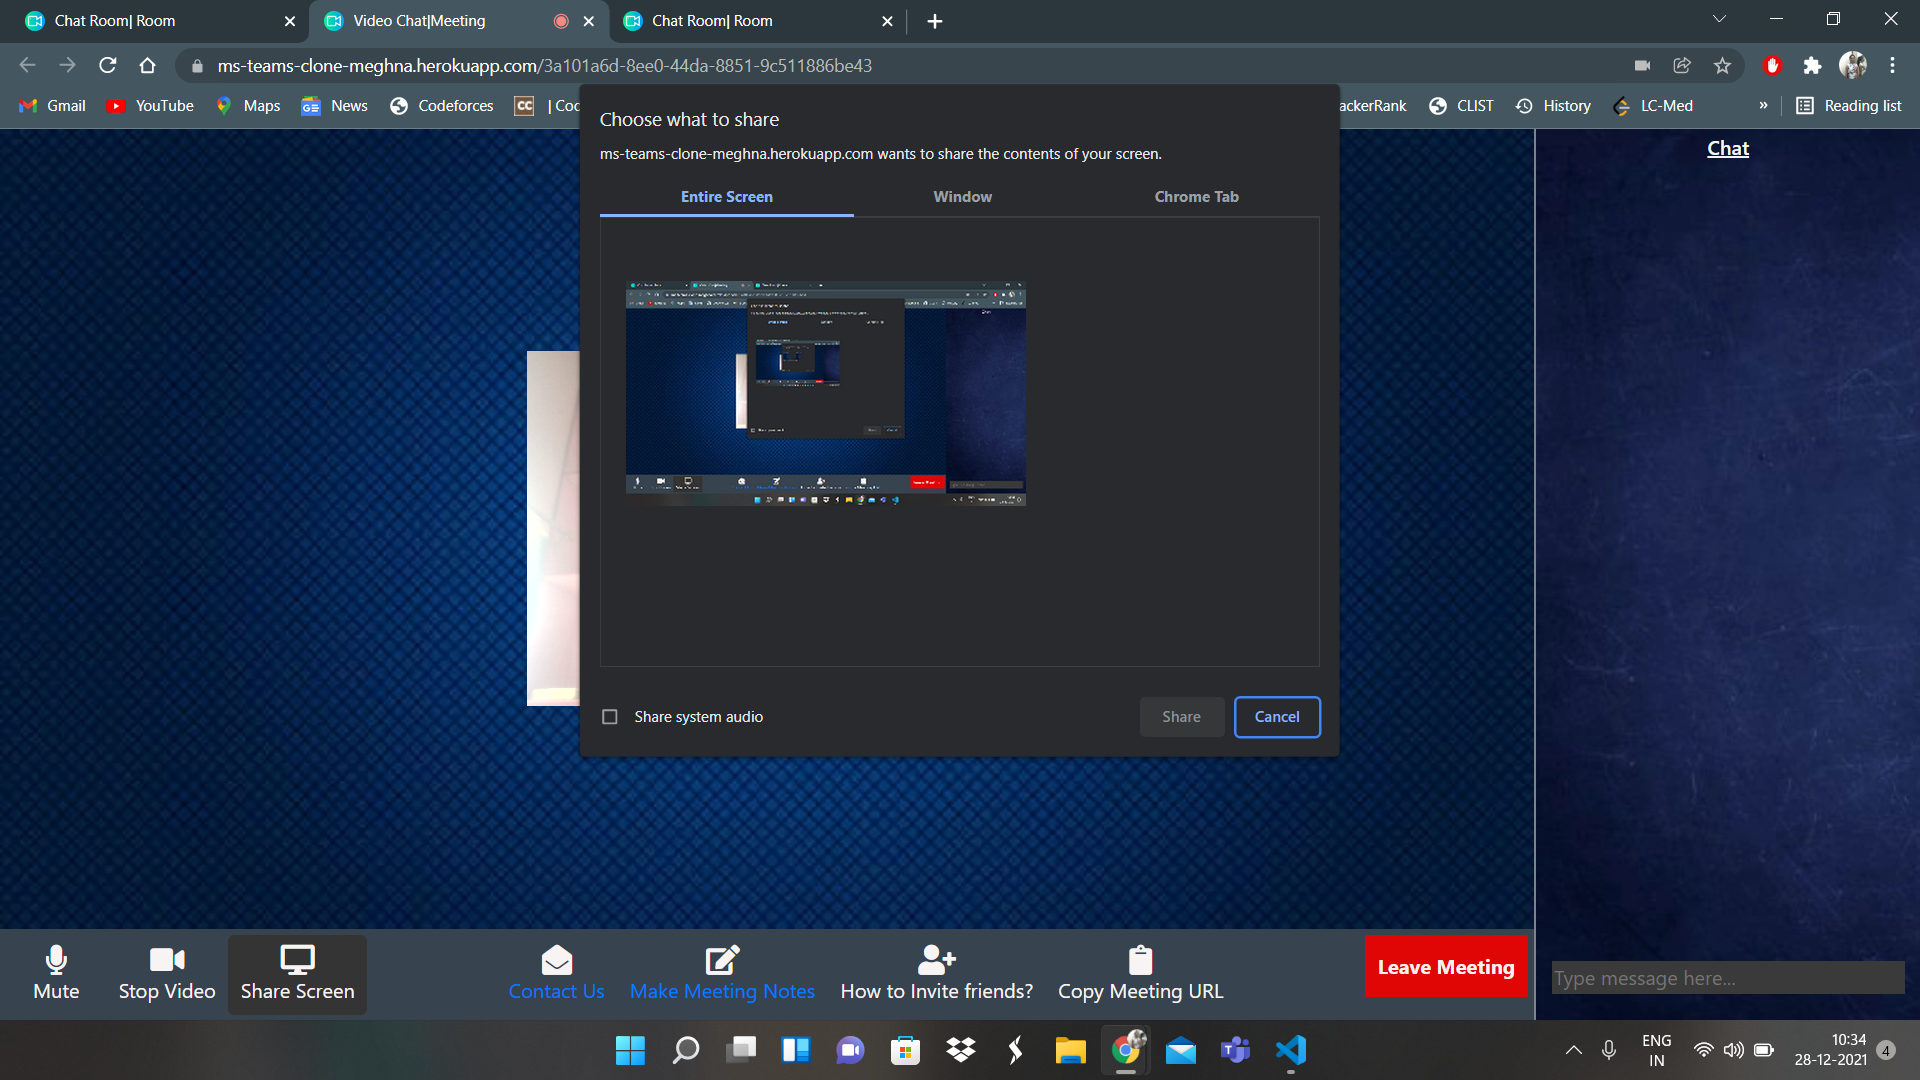 Chat Room| Room
Video Chat|Meeting
Chat Room| Room
ms-teams-clone-meghna.herokuapp.com/3a101a6d-8ee0-44da-8851-9c511886be43
Gmail
YouTube
Maps
News
Codeforces
CC
| Coc
ackerRank
CLIST
History
LC-Med
»
Reading list
Choose what to share
ms-teams-clone-meghna.herokuapp.com wants to share the contents of your screen.
Entire Screen
Window
Chrome Tab
Share system audio
Share
Cancel
Chat
Mute
Stop Video
Share Screen
Contact Us
Make Meeting Notes
How to Invite friends?
Copy Meeting URL
Leave Meeting
Type message here...
ENG
IN
10:34
28-12-2021
4